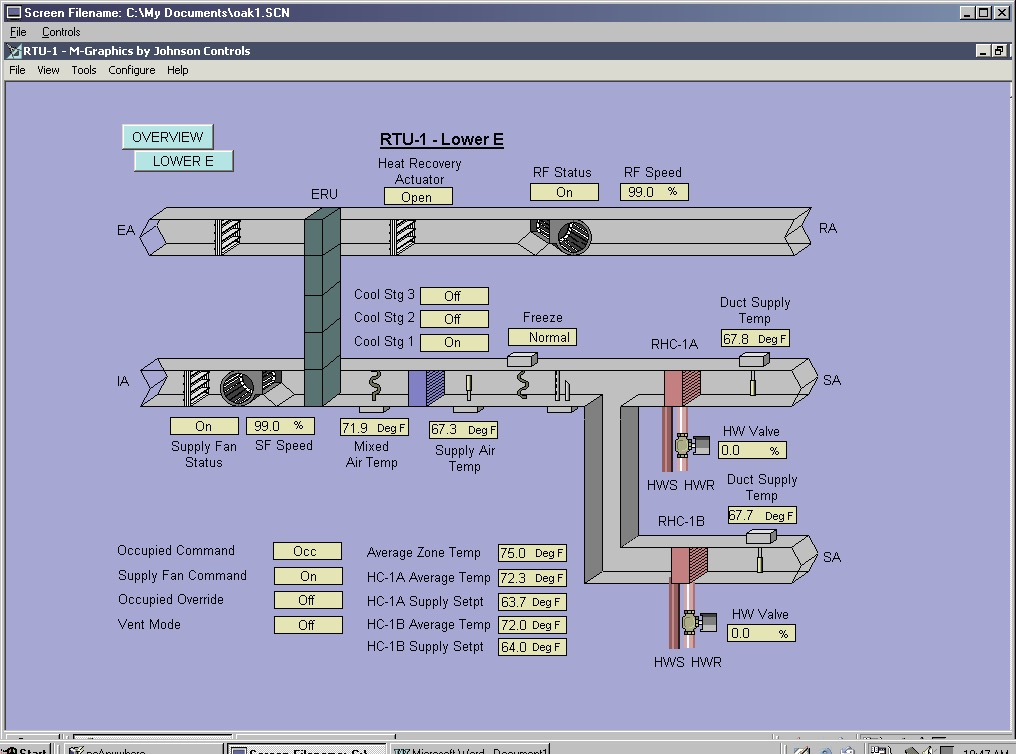 Screen Filename: C:\My Documents\oak1.SCN
File Controls
RTU-1 - M-Graphics by Johnson Controls
File View Tools Configure Help
OVERVIEW
LOWER E
RTU-1 - Lower E
Heat Recovery
Actuator
Open
RF Status
On
RF Speed
99.0 %
ERU
EA
RA
Cool Stg 3 Off
Cool Stg 2 Off
Cool Stg 1 On
Freeze
Normal
Duct Supply
Temp
67.8 Deg F
RHC-1A
IA
SA
On
Supply Fan
Status
99.0 %
SF Speed
71.9 Deg F
Mixed
Air Temp
67.3 Deg F
Supply Air
Temp
HW Valve
0.0 %
HWS HWR
Duct Supply
Temp
67.7 Deg F
RHC-1B
SA
HW Valve
0.0 %
HWS HWR
Occupied Command Occ
Supply Fan Command On
Occupied Override Off
Vent Mode Off
Average Zone Temp 75.0 Deg F
HC-1A Average Temp 72.3 Deg F
HC-1A Supply Setpt 63.7 Deg F
HC-1B Average Temp 72.0 Deg F
HC-1B Supply Setpt 64.0 Deg F
Start
pcAnywhere
Screen Filename: C:\
Microsoft Word - Document1
10:47 AM